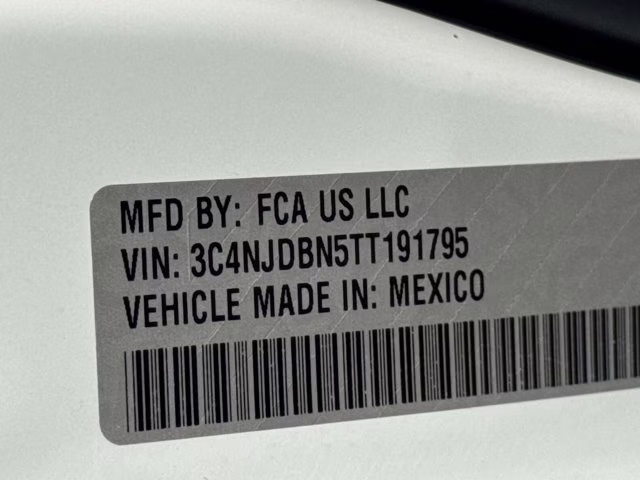 MFD BY: FCA US LLC
VIN: 3C4NJDBN5TT191795
VEHICLE MADE IN: MEXICO